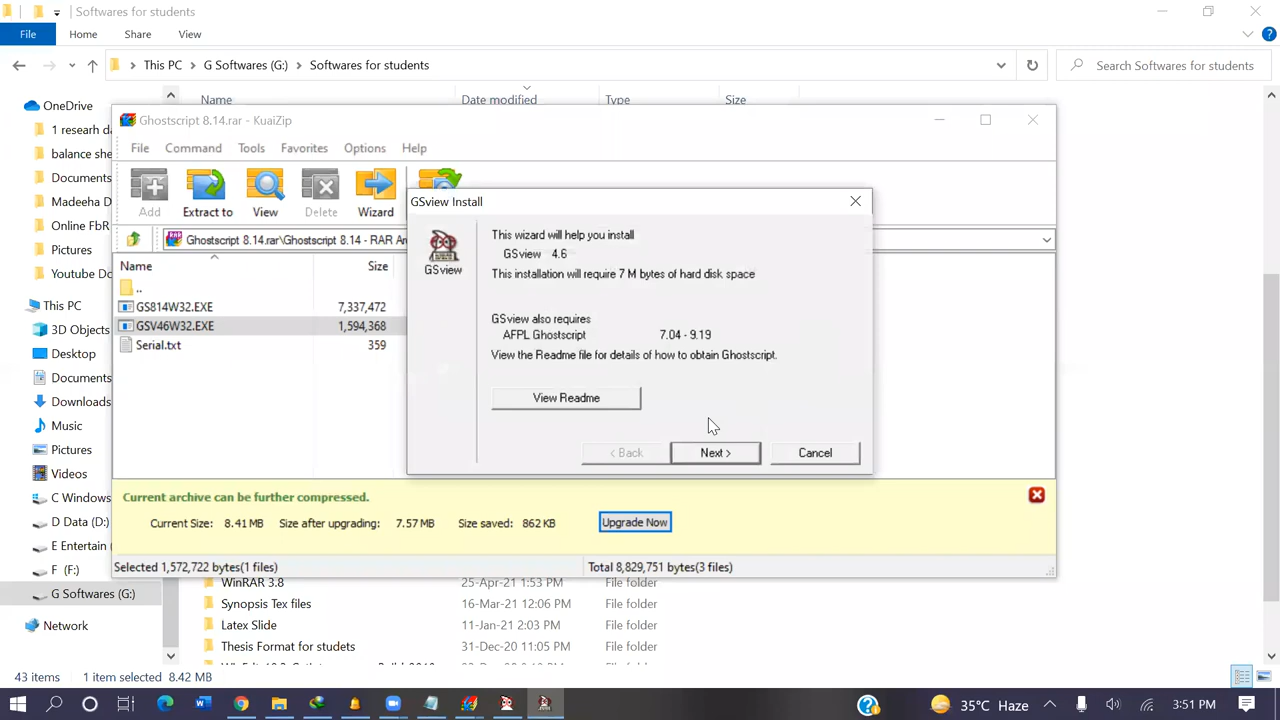 Softwares for students
File
Home
Share
View
This PC
G Softwares (G:)
Softwares for students
Search Softwares for students
Name
Date modified
Type
Size
OneDrive
1 researh da
balance she
Documents
Madeeha D
Online FbR
Pictures
Youtube Do
This PC
3D Objects
Desktop
Documents
Downloads
Music
Pictures
Videos
C Windows
D Data (D:)
E Entertain (
F (F:)
G Softwares (G:)
Network
Ghostscript 8.14.rar - KuaiZip
File
Command
Tools
Favorites
Options
Help
Add
Extract to
View
Delete
Wizard
Ghostscript 8.14.rar\Ghostscript 8.14 - RAR Ar
Name
Size
..
GS814W32.EXE
7,337,472
GSV46W32.EXE
1,594,368
Serial.txt
359
GSview Install
GSview
This wizard will help you install
GSview 4.6
This installation will require 7 M bytes of hard disk space
GSview also requires
AFPL Ghostscript 7.04 - 9.19
View the Readme file for details of how to obtain Ghostscript.
View Readme
< Back
Next >
Cancel
Current archive can be further compressed.
Current Size: 8.41 MB Size after upgrading: 7.57 MB Size saved: 862 KB
Upgrade Now
Selected 1,572,722 bytes(1 files)
Total 8,829,751 bytes(3 files)
WinRAR 3.8 25-Apr-21 1:53 PM File folder
Synopsis Tex files 16-Mar-21 12:06 PM File folder
Latex Slide 11-Jan-21 2:03 PM File folder
Thesis Format for studets 31-Dec-20 11:05 PM File folder
43 items
1 item selected 8.42 MB
35°C Haze
3:51 PM